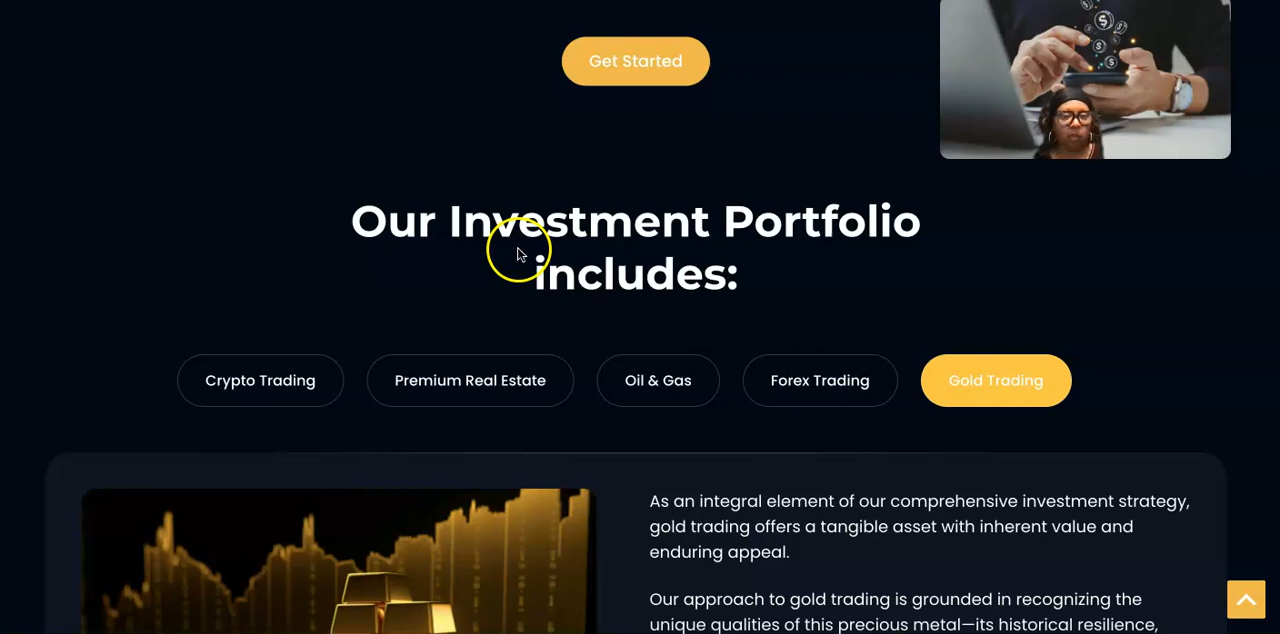 Get Started
Our Investment Portfolio
includes:
Crypto Trading
Premium Real Estate
Oil & Gas
Forex Trading
Gold Trading
As an integral element of our comprehensive investment strategy,
gold trading offers a tangible asset with inherent value and
enduring appeal.
Our approach to gold trading is grounded in recognizing the
unique qualities of this precious metal—its historical resilience,